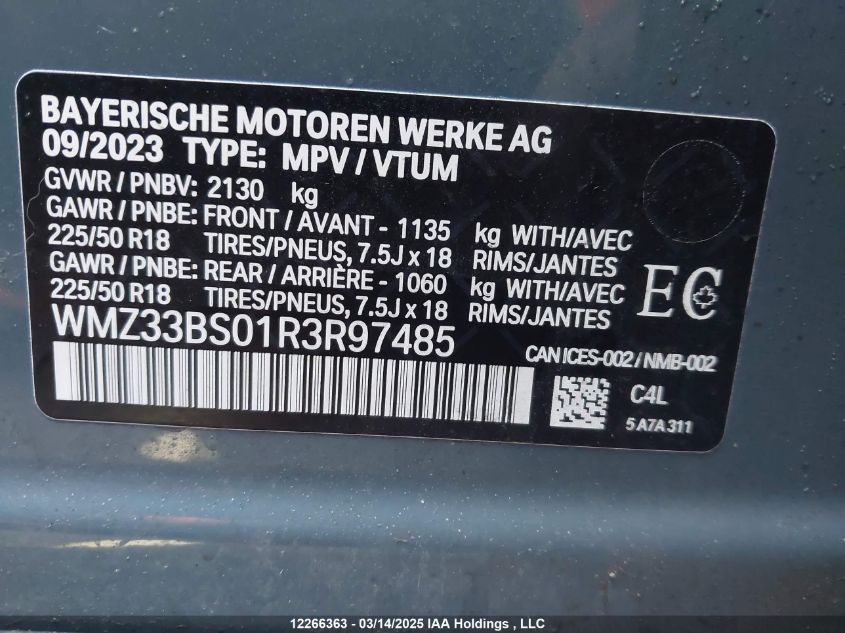 BAYERISCHE MOTOREN WERKE AG
09/2023 TYPE: MPV / VTUM
GVWR / PNBV: 2130 kg
GAWR / PNBE: FRONT / AVANT - 1135 kg WITH/AVEC
225/50 R18 TIRES/PNEUS, 7.5J x 18 RIMS/JANTES
GAWR / PNBE: REAR / ARRIÈRE - 1060 kg WITH/AVEC
225/50 R18 TIRES/PNEUS, 7.5J x 18 RIMS/JANTES
EC
WMZ33BS01R3R97485
CAN ICES-002 / NMB-002
C4L
5 A7A 311
12266363 - 03/14/2025 IAA Holdings , LLC